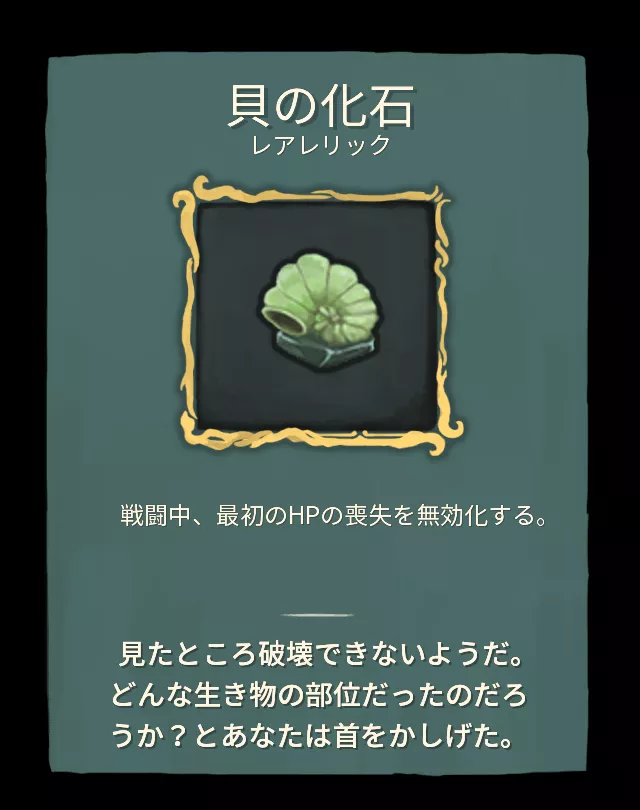 貝の化石
レアレリック
戦闘中、最初のHPの喪失を無効化する。
見たところ破壊できないようだ。
どんな生き物の部位だったのだろ
うか？とあなたは首をかしげた。